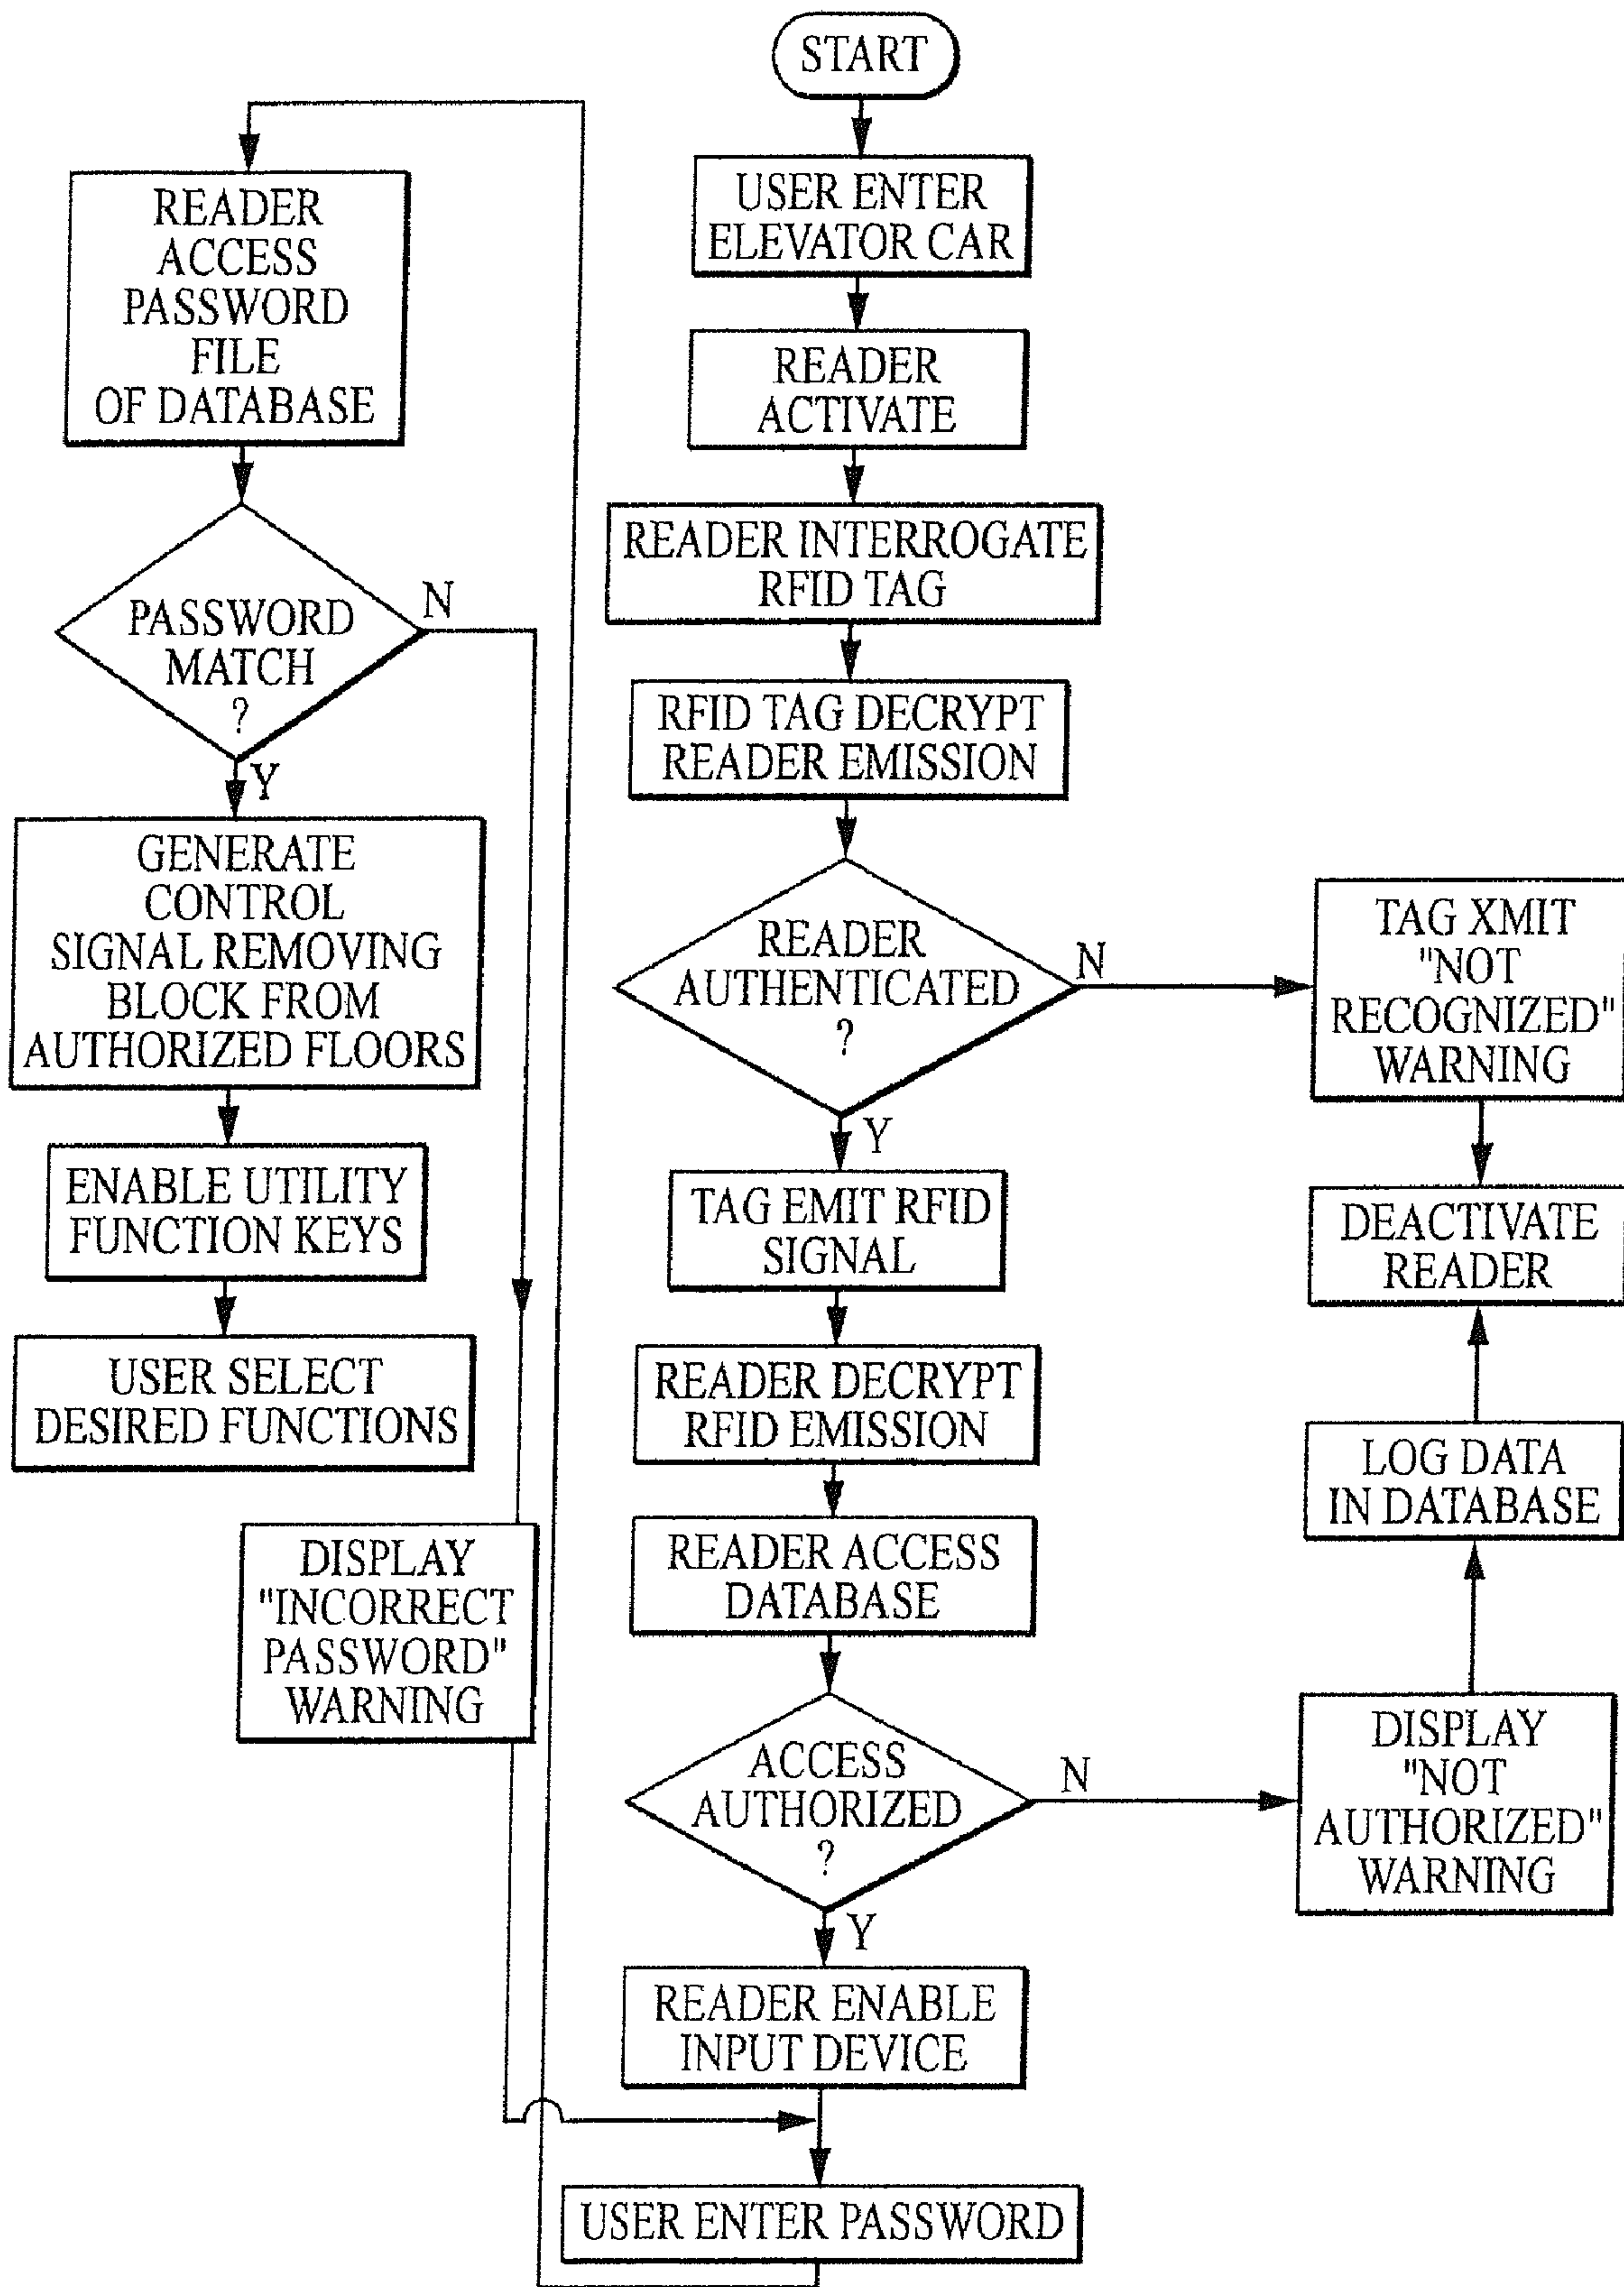 START
USER ENTER
ELEVATOR CAR
READER
ACTIVATE
READER INTERROGATE
RFID TAG
RFID TAG DECRYPT
READER EMISSION
READER
AUTHENTICATED
?
N
TAG XMIT
"NOT
RECOGNIZED"
WARNING
DEACTIVATE
READER
Y
TAG EMIT RFID
SIGNAL
READER DECRYPT
RFID EMISSION
READER ACCESS
DATABASE
ACCESS
AUTHORIZED
?
N
DISPLAY
"NOT
AUTHORIZED"
WARNING
LOG DATA
IN DATABASE
Y
READER ENABLE
INPUT DEVICE
USER ENTER PASSWORD
READER
ACCESS
PASSWORD
FILE
OF DATABASE
PASSWORD
MATCH
?
N
DISPLAY
"INCORRECT
PASSWORD"
WARNING
Y
GENERATE
CONTROL
SIGNAL REMOVING
BLOCK FROM
AUTHORIZED FLOORS
ENABLE UTILITY
FUNCTION KEYS
USER SELECT
DESIRED FUNCTIONS